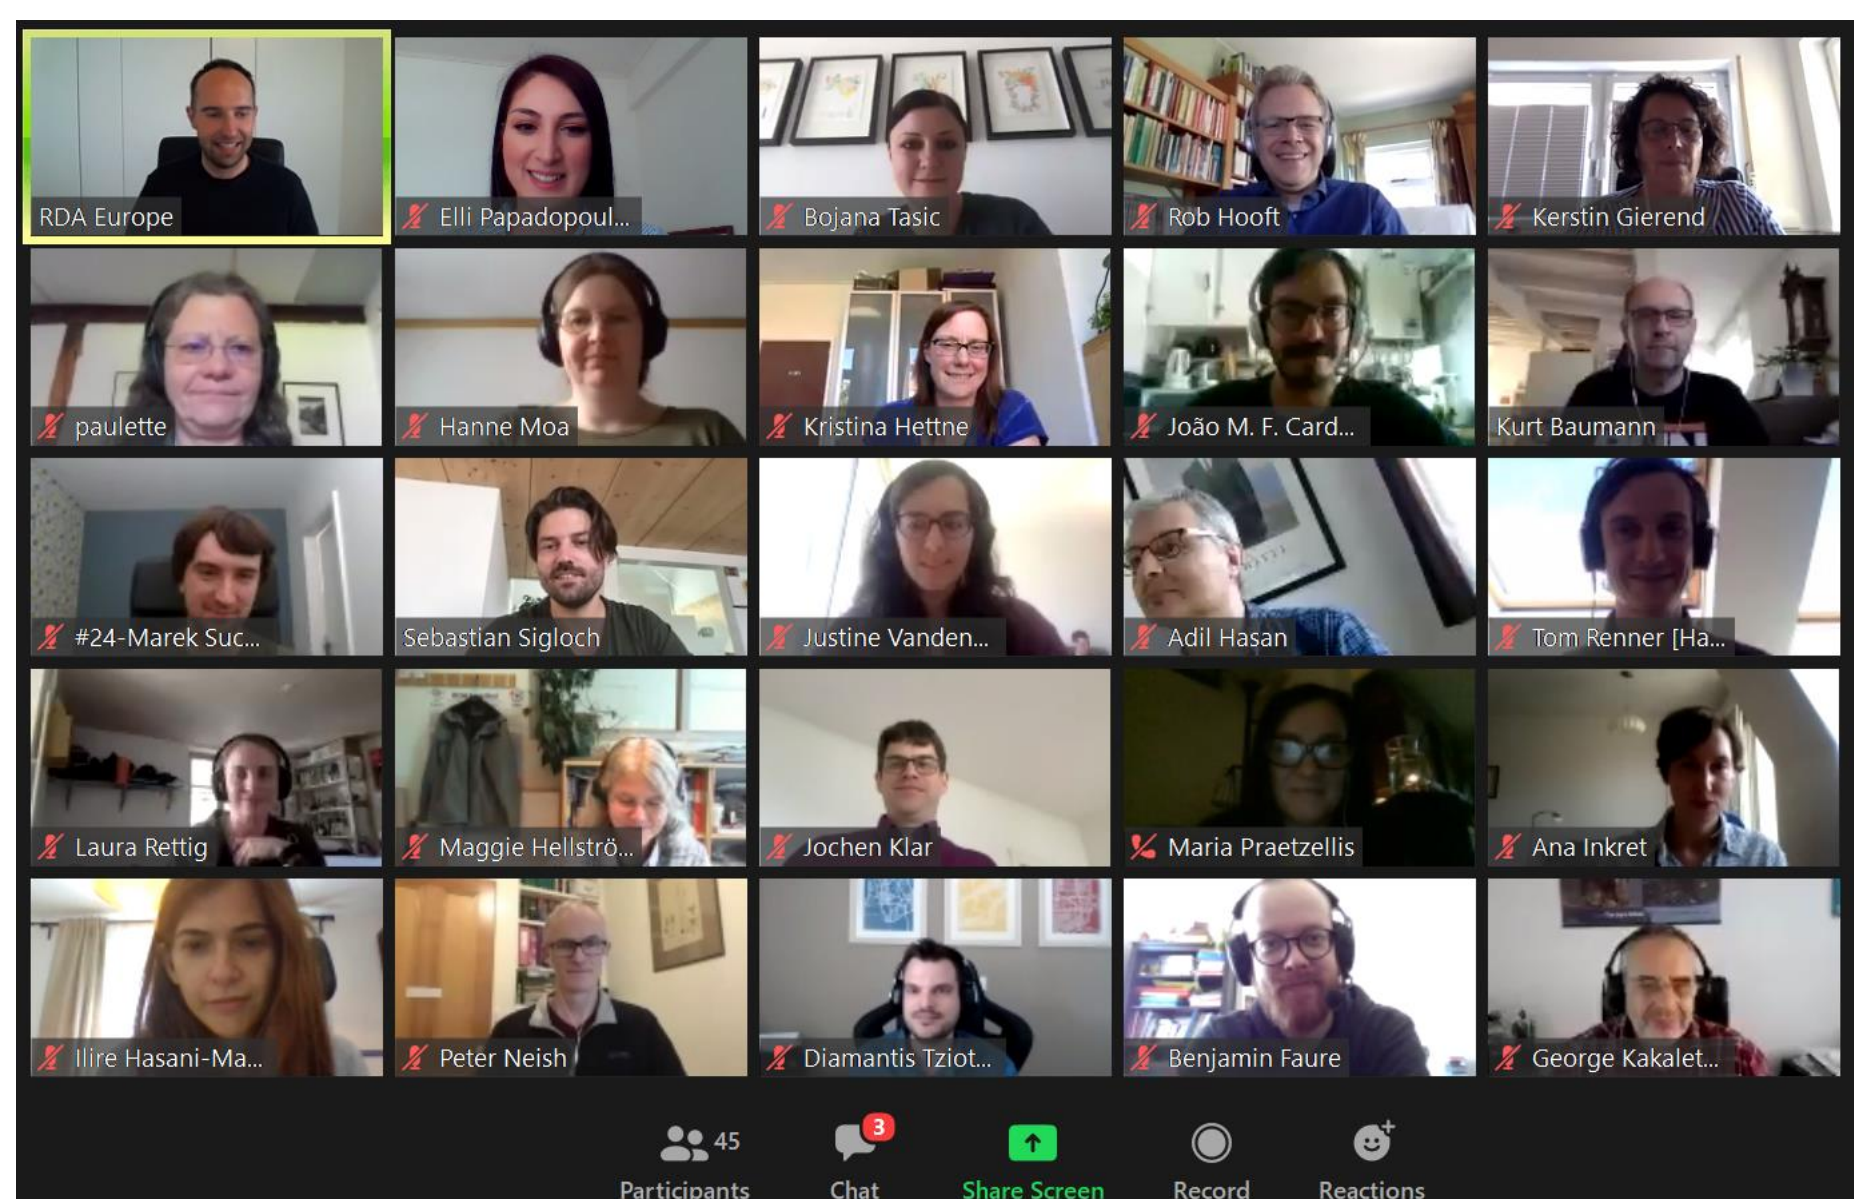 RDA Europe
Elli Papadopoul...
Bojana Tasic
Rob Hooft
Kerstin Gierend
paulette
Hanne Moa
Kristina Hettne
João M. F. Card...
Kurt Baumann
#24-Marek Suc...
Sebastian Sigloch
Justine Vanden...
Adil Hasan
Tom Renner [Ha...
Laura Rettig
Maggie Hellströ...
Jochen Klar
Maria Praetzellis
Ana Inkret
Ilire Hasani-Ma...
Peter Neish
Diamantis Tziot...
Benjamin Faure
George Kakalet...
45
3
Participants
Chat
Share Screen
Record
Reactions